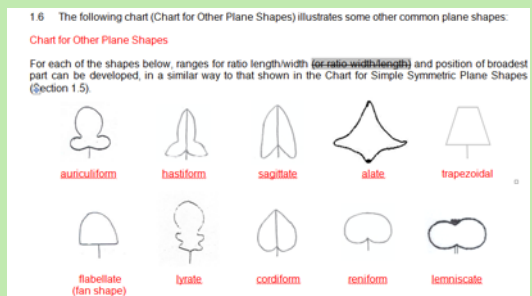 1.6 The following chart (Chart for Other Plane Shapes) illustrates some other common plane shapes:
Chart for Other Plane Shapes
For each of the shapes below, ranges for ratio length/width (or ratio width/length) and position of broadest
part can be developed, in a similar way to that shown in the Chart for Simple Symmetric Plane Shapes
(Section 1.5).
auriculiform hastiform sagittate alate trapezoidal
flabellate lyrate cordiform reniform lemniscate
(fan shape)